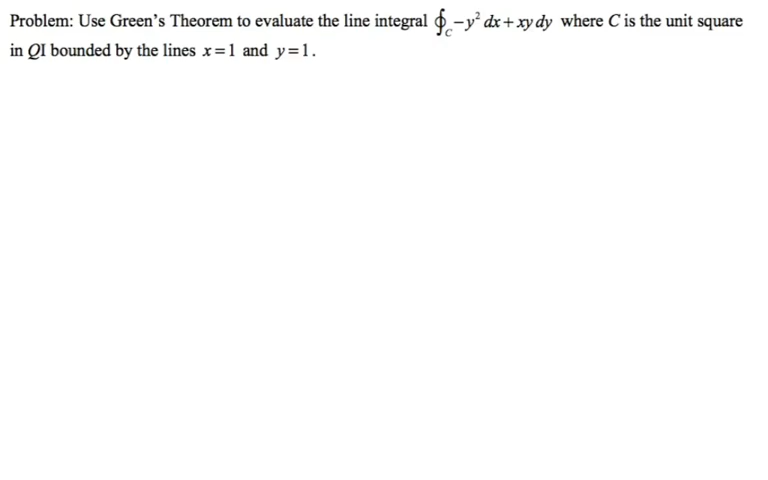 Problem: Use Green's Theorem to evaluate the line integral ∮_C −y² dx + xy dy where C is the unit square
in QI bounded by the lines x = 1 and y = 1.